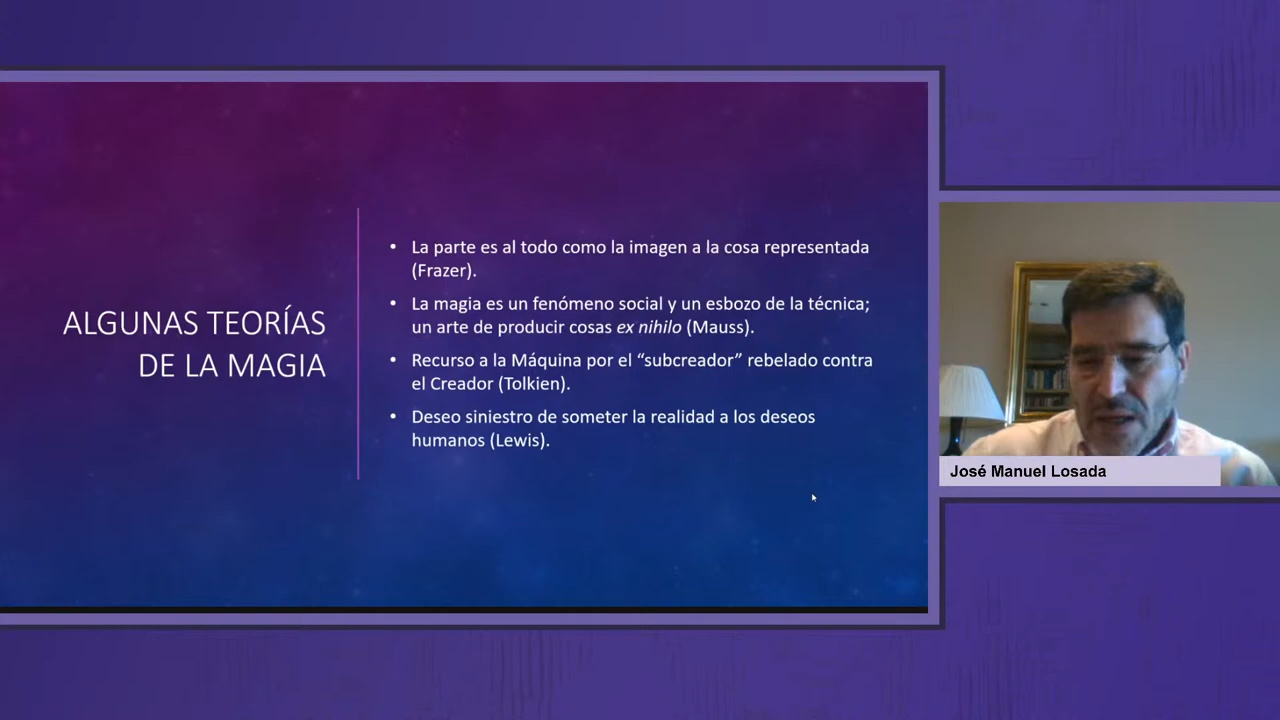 ALGUNAS TEORÍAS
DE LA MAGIA
• La parte es al todo como la imagen a la cosa representada
(Frazer).
• La magia es un fenómeno social y un esbozo de la técnica;
un arte de producir cosas ex nihilo (Mauss).
• Recurso a la Máquina por el “subcreador” rebelado contra
el Creador (Tolkien).
• Deseo siniestro de someter la realidad a los deseos
humanos (Lewis).
José Manuel Losada